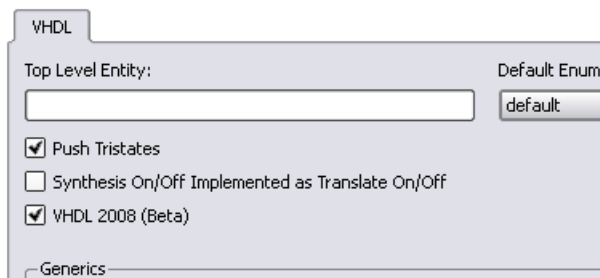 VHDL
Top Level Entity:
Default Enum
default
Push Tristates
Synthesis On/Off Implemented as Translate On/Off
VHDL 2008 (Beta)
Generics